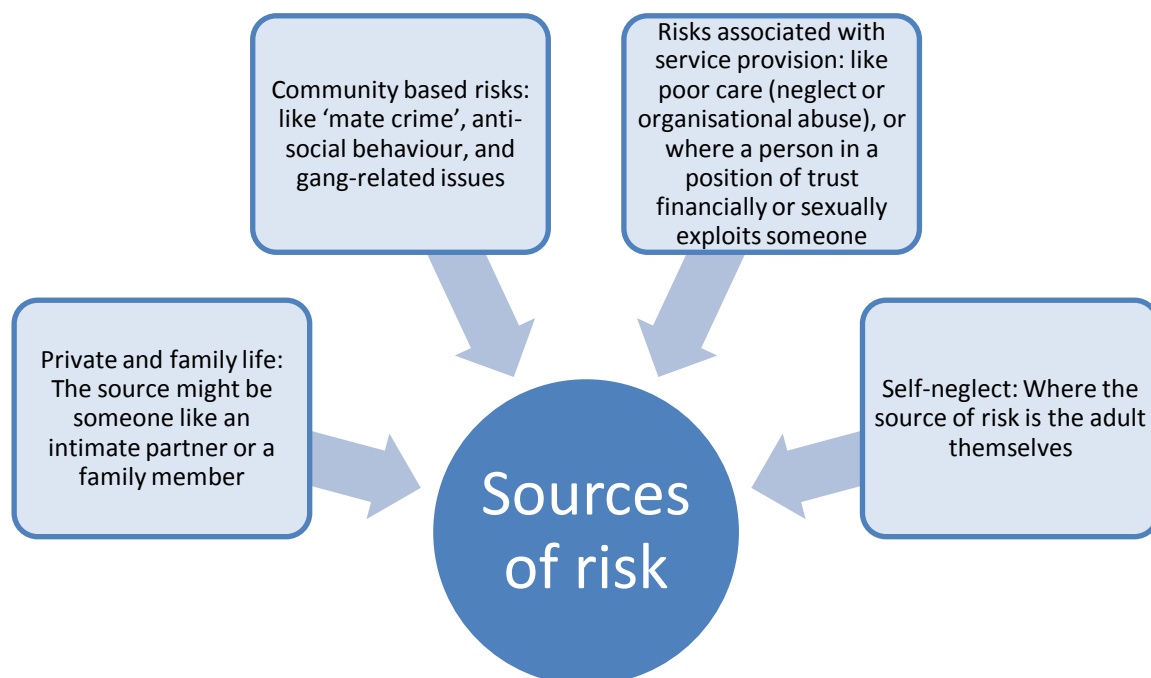 Private and family life:
The source might be
someone like an
intimate partner or a
family member
Community based risks:
like ‘mate crime’, anti-
social behaviour, and
gang-related issues
Risks associated with
service provision: like
poor care (neglect or
organisational abuse), or
where a person in a
position of trust
financially or sexually
exploits someone
Self-neglect: Where the
source of risk is the adult
themselves
Sources
of risk